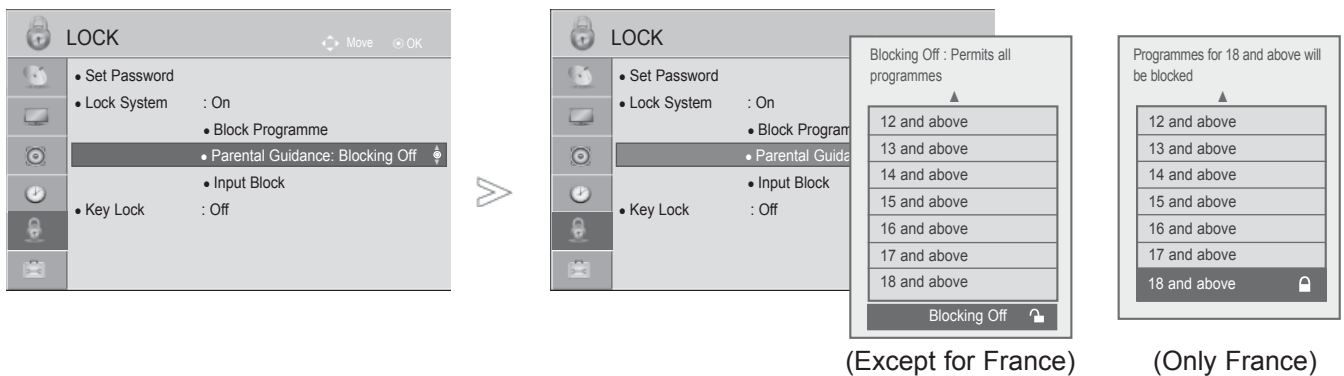 LOCK
Move OK
• Set Password
• Lock System : On
• Block Programme
• Parental Guidance: Blocking Off
• Input Block
• Key Lock : Off
LOCK
• Set Password
• Lock System : On
• Block Program
• Parental Guida
• Input Block
• Key Lock : Off
Blocking Off : Permits all
programmes
12 and above
13 and above
14 and above
15 and above
16 and above
17 and above
18 and above
Blocking Off
(Except for France)
Programmes for 18 and above will
be blocked
12 and above
13 and above
14 and above
15 and above
16 and above
17 and above
18 and above
(Only France)